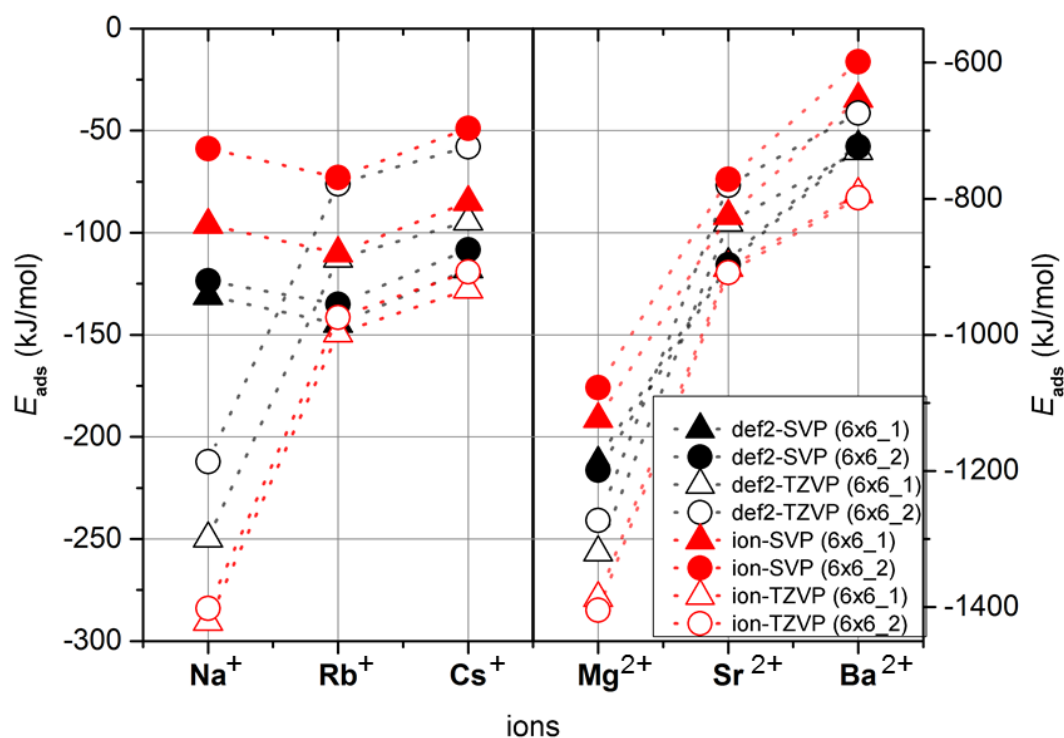 0
-50
-100
-150
-200
-250
-300
E_ads (kJ/mol)
-600
-800
-1000
-1200
-1400
E_ads (kJ/mol)
def2-SVP (6x6_1)
def2-SVP (6x6_2)
def2-TZVP (6x6_1)
def2-TZVP (6x6_2)
ion-SVP (6x6_1)
ion-SVP (6x6_2)
ion-TZVP (6x6_1)
ion-TZVP (6x6_2)
Na⁺ Rb⁺ Cs⁺ Mg²⁺ Sr²⁺ Ba²⁺
ions